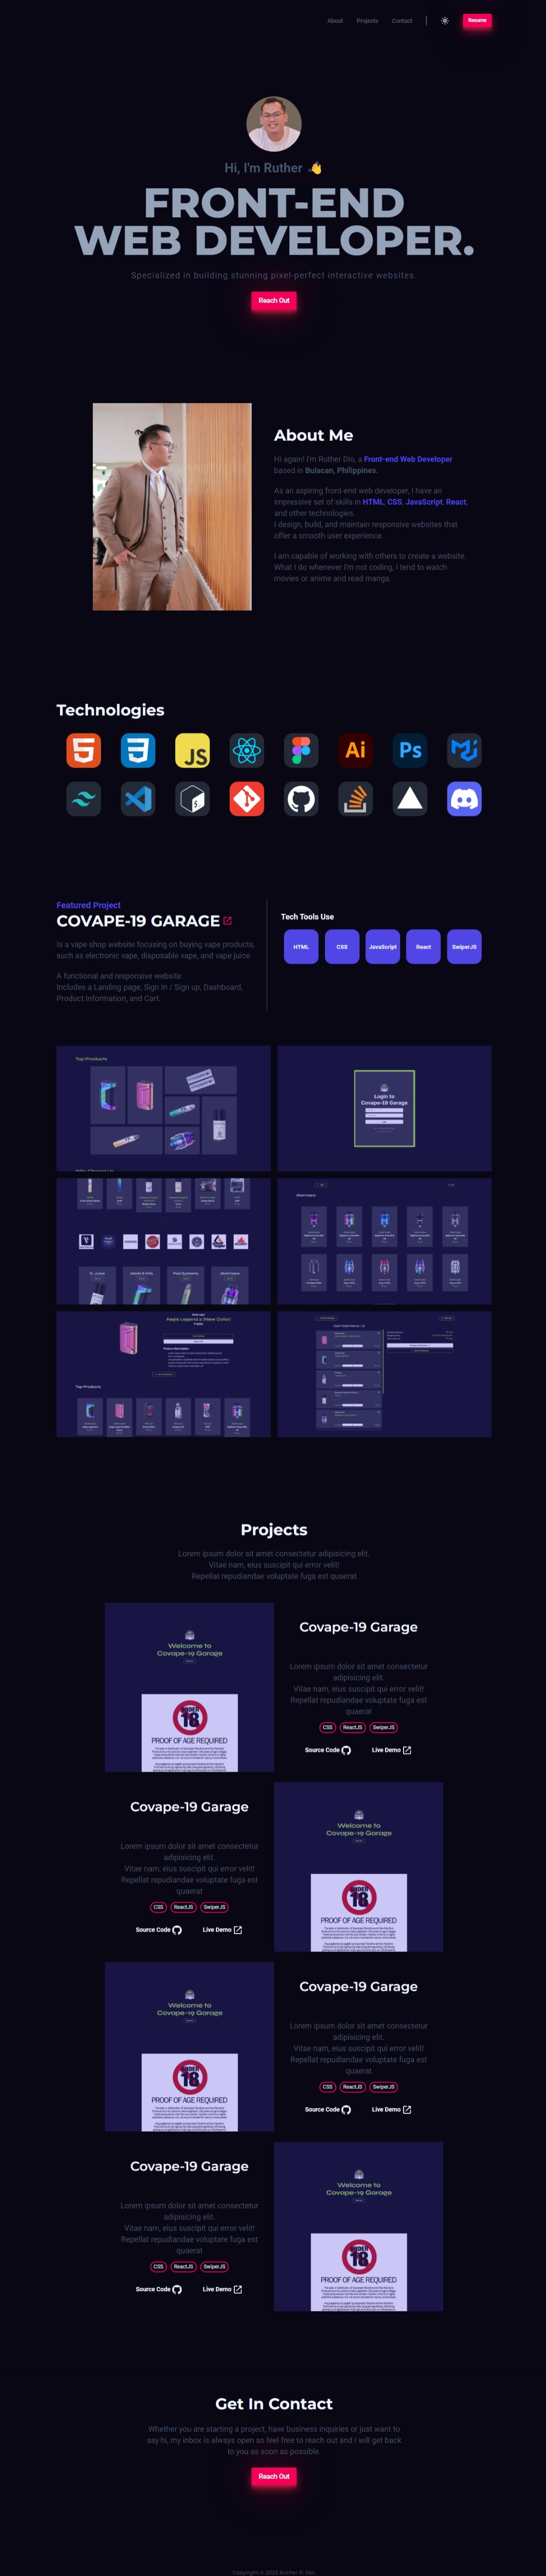 About Projects Contact Resume
Hi, I'm Ruther 👋
FRONT-END
WEB DEVELOPER.
Specialized in building stunning pixel-perfect interactive websites.
Reach Out
About Me
Hi again! I'm Ruther Dio, a Front-end Web Developer
based in Bulacan, Philippines.
As an aspiring front-end web developer, I have an
impressive set of skills in HTML, CSS, JavaScript, React,
and other technologies.
I design, build, and maintain responsive websites that
offer a smooth user experience.
I am capable of working with others to create a website.
What I do whenever I'm not coding, I tend to watch
movies or anime and read manga.
Technologies
JS Ai Ps
Featured Project
COVAPE-19 GARAGE
Is a vape shop website focusing on buying vape products,
such as electronic vape, disposable vape, and vape juice.
A functional and responsive website.
Includes a Landing page, Sign In / Sign up, Dashboard,
Product Information, and Cart.
Tech Tools Use
HTML CSS JavaScript React SwiperJS
Top Products
Login to
Covape-19 Garage
Atomizers
Aegis Legend 2 (New Color)
Top Products
Projects
Lorem ipsum dolor sit amet consectetur adipisicing elit.
Vitae nam, eius suscipit qui error velit!
Repellat repudiandae voluptate fuga est quaerat
Welcome to
Covape-19 Garage
UNDER
18
PROOF OF AGE REQUIRED
Covape-19 Garage
Lorem ipsum dolor sit amet consectetur
adipisicing elit.
Vitae nam, eius suscipit qui error velit!
Repellat repudiandae voluptate fuga est
quaerat
CSS ReactJS SwiperJS
Source Code Live Demo
Covape-19 Garage
Lorem ipsum dolor sit amet consectetur
adipisicing elit.
Vitae nam, eius suscipit qui error velit!
Repellat repudiandae voluptate fuga est
quaerat
CSS ReactJS SwiperJS
Source Code Live Demo
Welcome to
Covape-19 Garage
UNDER
18
PROOF OF AGE REQUIRED
Welcome to
Covape-19 Garage
UNDER
18
PROOF OF AGE REQUIRED
Covape-19 Garage
Lorem ipsum dolor sit amet consectetur
adipisicing elit.
Vitae nam, eius suscipit qui error velit!
Repellat repudiandae voluptate fuga est
quaerat
CSS ReactJS SwiperJS
Source Code Live Demo
Covape-19 Garage
Lorem ipsum dolor sit amet consectetur
adipisicing elit.
Vitae nam, eius suscipit qui error velit!
Repellat repudiandae voluptate fuga est
quaerat
CSS ReactJS SwiperJS
Source Code Live Demo
Welcome to
Covape-19 Garage
UNDER
18
PROOF OF AGE REQUIRED
Get In Contact
Whether you are starting a project, have business inquiries or just want to
say hi, my inbox is always open so feel free to reach out and I will get back
to you as soon as possible.
Reach Out
Copyright © 2023 Ruther R. Dio